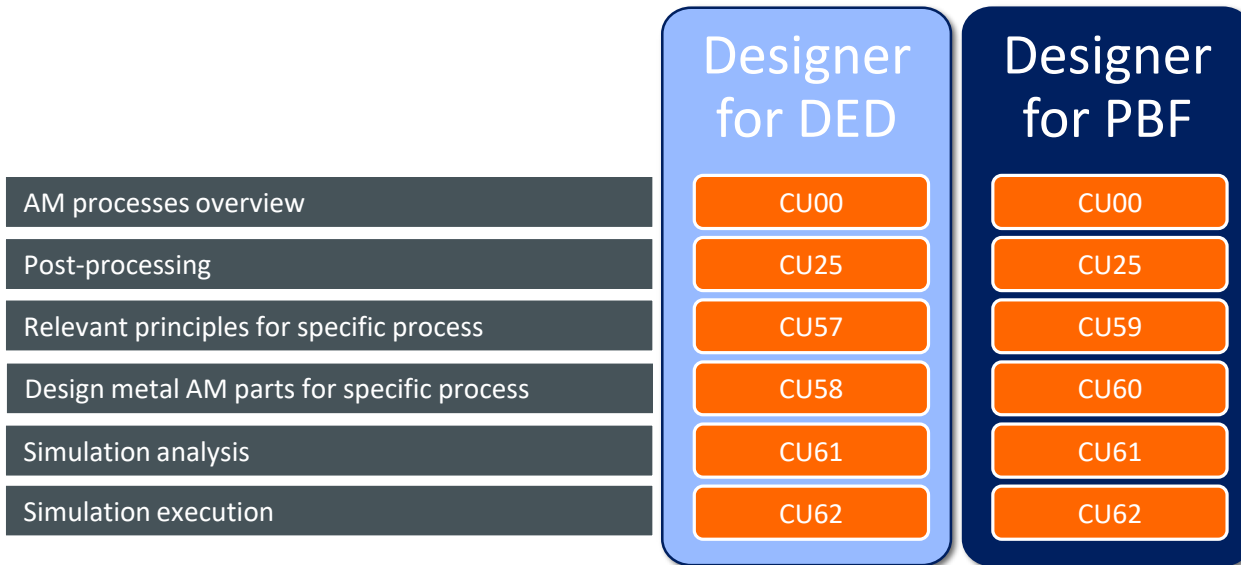 Designer
for DED
Designer
for PBF
AM processes overview
CU00
CU00
Post-processing
CU25
CU25
Relevant principles for specific process
CU57
CU59
Design metal AM parts for specific process
CU58
CU60
Simulation analysis
CU61
CU61
Simulation execution
CU62
CU62